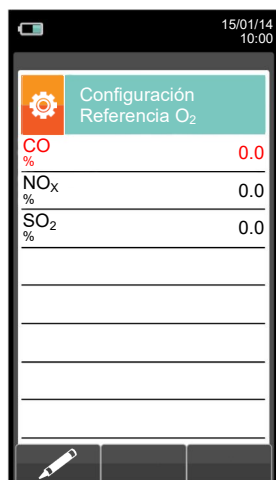 15/01/14
10:00
Configuración
Referencia O₂
CO 0.0
%
NOX 0.0
%
SO₂ 0.0
%